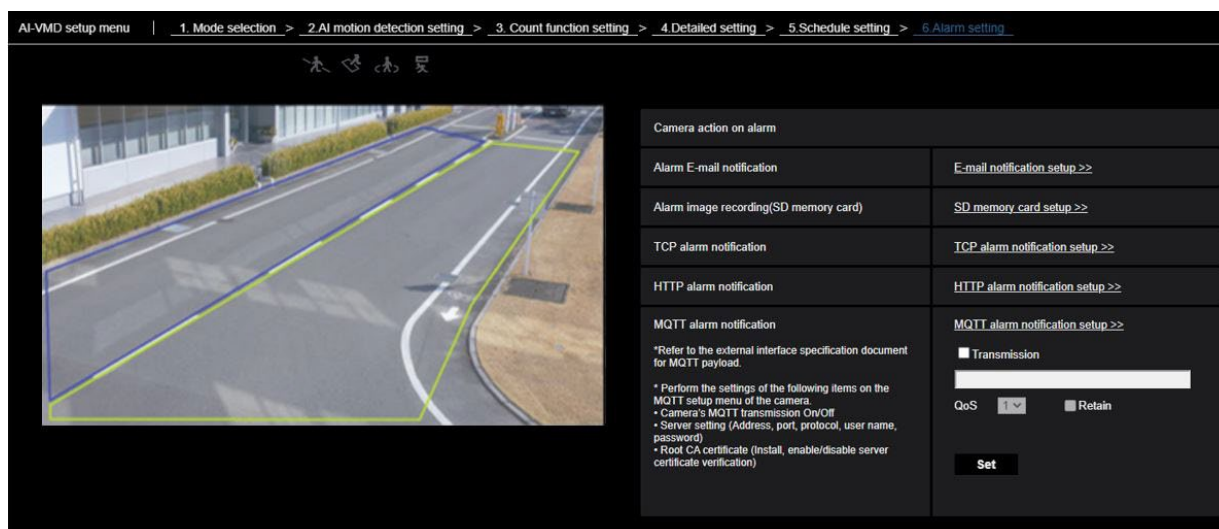 AI-VMD setup menu | 1. Mode selection > 2.AI motion detection setting > 3. Count function setting > 4.Detailed setting > 5.Schedule setting > 6.Alarm setting
Camera action on alarm
Alarm E-mail notification
E-mail notification setup >>
Alarm image recording(SD memory card)
SD memory card setup >>
TCP alarm notification
TCP alarm notification setup >>
HTTP alarm notification
HTTP alarm notification setup >>
MQTT alarm notification
*Refer to the external interface specification document
for MQTT payload.
* Perform the settings of the following items on the
MQTT setup menu of the camera.
• Camera's MQTT transmission On/Off
• Server setting (Address, port, protocol, user name,
password)
• Root CA certificate (Install, enable/disable server
certificate verification)
MQTT alarm notification setup >>
Transmission
QoS 1 Retain
Set